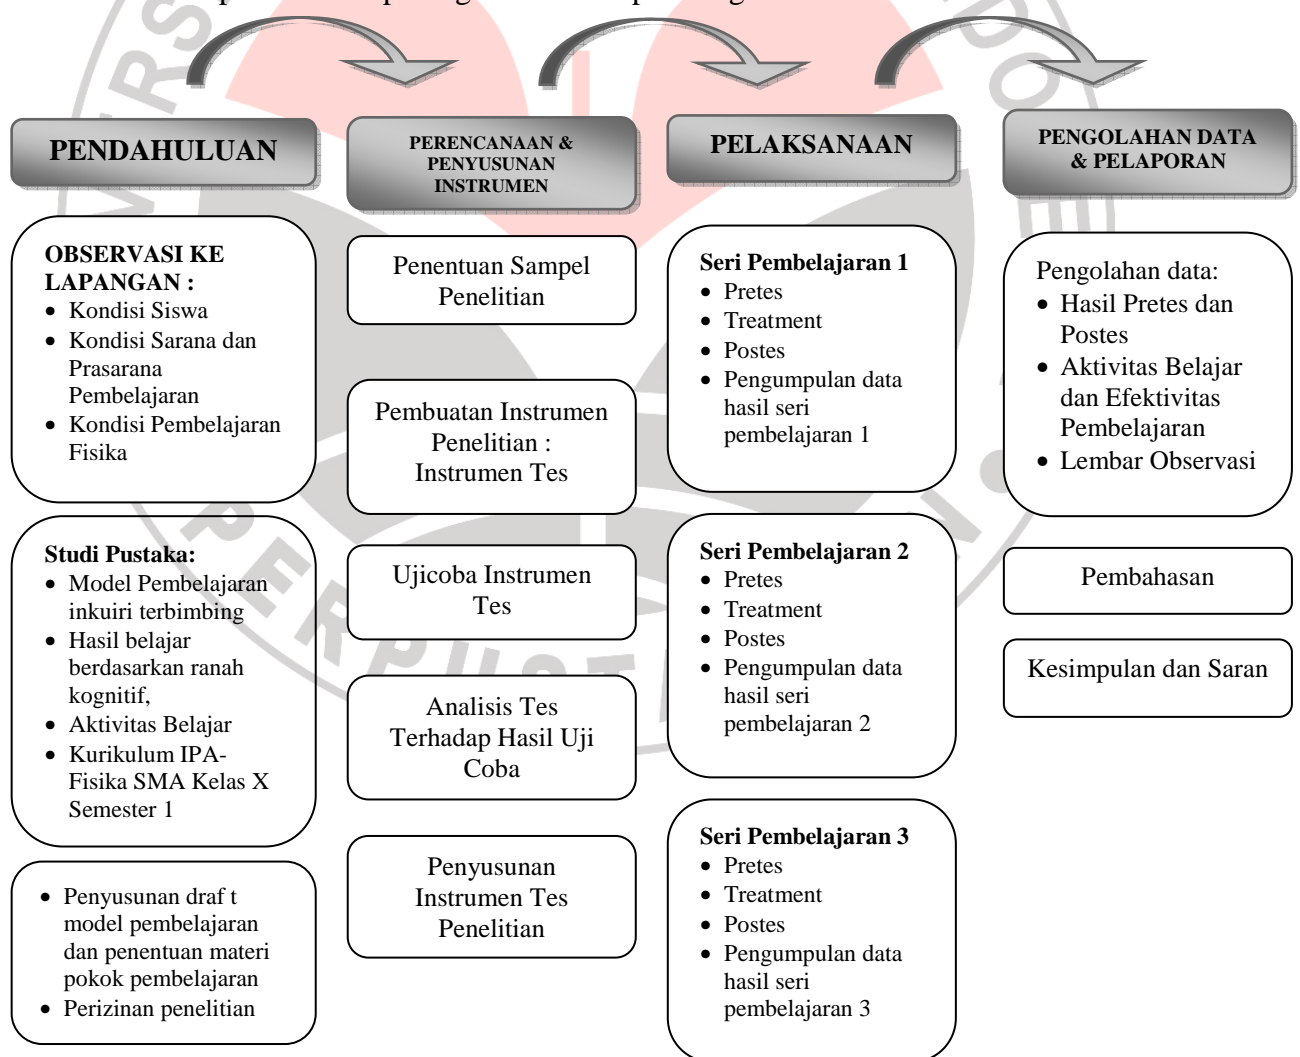 PENDAHULUAN
OBSERVASI KE
LAPANGAN :
• Kondisi Siswa
• Kondisi Sarana dan
Prasarana
Pembelajaran
• Kondisi Pembelajaran
Fisika
Studi Pustaka:
• Model Pembelajaran
inkuiri terbimbing
• Hasil belajar
berdasarkan ranah
kognitif,
• Aktivitas Belajar
• Kurikulum IPA-
Fisika SMA Kelas X
Semester 1
• Penyusunan draf t
model pembelajaran
dan penentuan materi
pokok pembelajaran
• Perizinan penelitian
PERENCANAAN &
PENYUSUNAN
INSTRUMEN
Penentuan Sampel
Penelitian
Pembuatan Instrumen
Penelitian :
Instrumen Tes
Ujicoba Instrumen
Tes
Analisis Tes
Terhadap Hasil Uji
Coba
Penyusunan
Instrumen Tes
Penelitian
PELAKSANAAN
Seri Pembelajaran 1
• Pretes
• Treatment
• Postes
• Pengumpulan data
hasil seri
pembelajaran 1
Seri Pembelajaran 2
• Pretes
• Treatment
• Postes
• Pengumpulan data
hasil seri
pembelajaran 2
Seri Pembelajaran 3
• Pretes
• Treatment
• Postes
• Pengumpulan data
hasil seri
pembelajaran 3
PENGOLAHAN DATA
& PELAPORAN
Pengolahan data:
• Hasil Pretes dan
Postes
• Aktivitas Belajar
dan Efektivitas
Pembelajaran
• Lembar Observasi
Pembahasan
Kesimpulan dan Saran